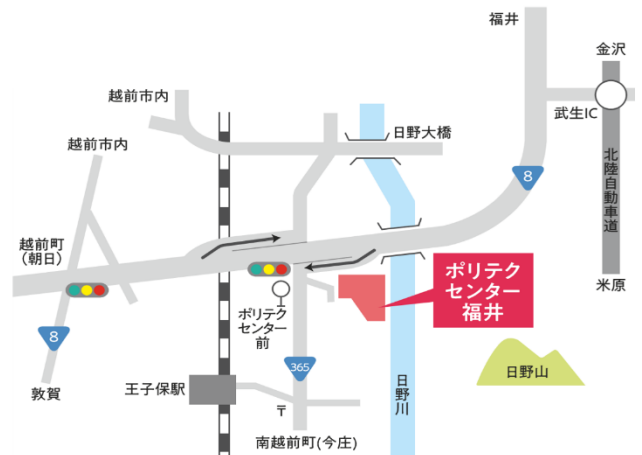 福井
金沢
越前市内
武生IC
日野大橋
越前市内
北陸自動車道
8
越前町
(朝日)
ポリテク
センター
福井
米原
ポリテク
センター
前
8
365
日野山
敦賀
王子保駅
日野川
〒
南越前町(今庄)